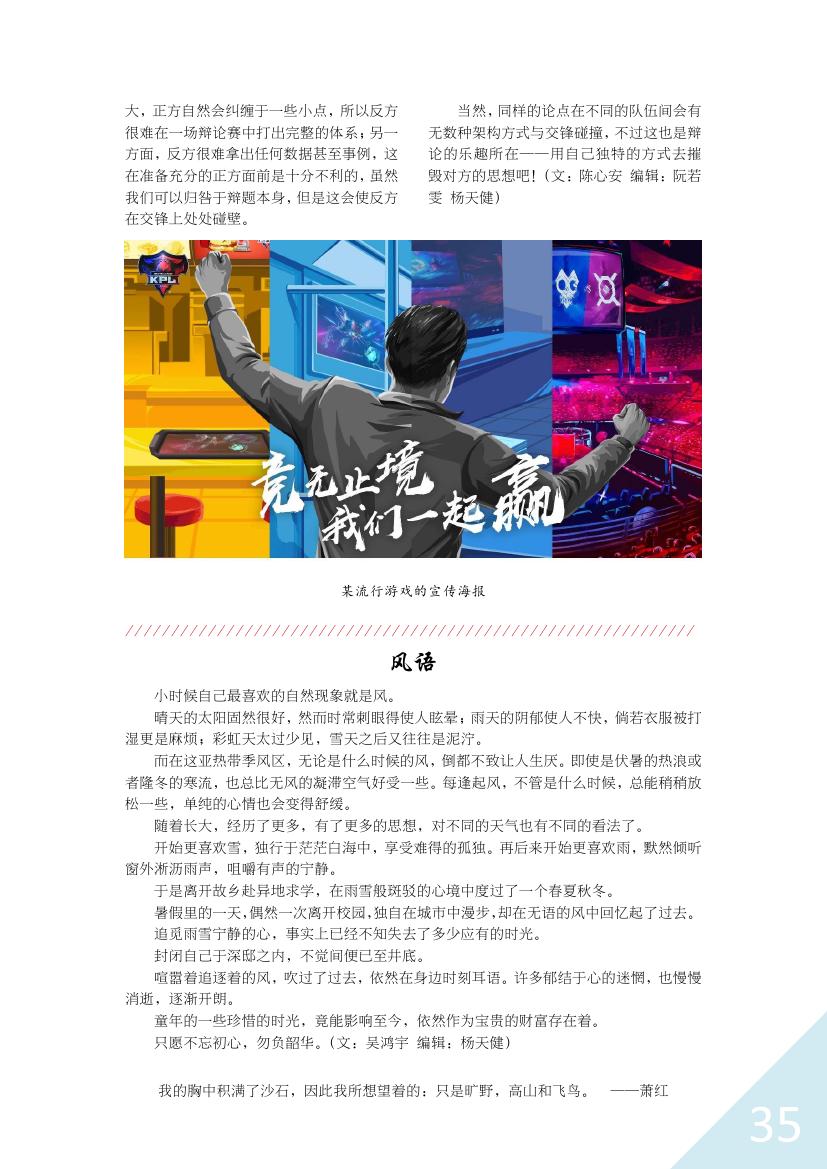 大，正方自然会纠缠于一些小点，所以反方
很难在一场辩论赛中打出完整的体系；另一
方面，反方很难拿出任何数据甚至事例，这
在准备充分的正方面前是十分不利的，虽然
我们可以归咎于辩题本身，但是这会使反方
在交锋上处处碰壁。
当然，同样的论点在不同的队伍间会有
无数种架构方式与交锋碰撞，不过这也是辩
论的乐趣所在——用自己独特的方式去摧
毁对方的思想吧！（文：陈心安 编辑：阮若
雯 杨天健）
KPL
竞无止境
我们一起赢
某流行游戏的宣传海报
风语
小时候自己最喜欢的自然现象就是风。
晴天的太阳固然很好，然而时常刺眼得使人眩晕；雨天的阴郁使人不快，倘若衣服被打
湿更是麻烦；彩虹天太过少见，雪天之后又往往是泥泞。
而在这亚热带季风区，无论是什么时候的风，倒都不致让人生厌。即使是伏暑的热浪或
者隆冬的寒流，也总比无风的凝滞空气好受一些。每逢起风，不管是什么时候，总能稍稍放
松一些，单纯的心情也会变得舒缓。
随着长大，经历了更多，有了更多的思想，对不同的天气也有不同的看法了。
开始更喜欢雪，独行于茫茫白海中，享受难得的孤独。再后来开始更喜欢雨，默然倾听
窗外淅沥雨声，咀嚼有声的宁静。
于是离开故乡赴异地求学，在雨雪般斑驳的心境中度过了一个春夏秋冬。
暑假里的一天，偶然一次离开校园，独自在城市中漫步，却在无语的风中回忆起了过去。
追觅雨雪宁静的心，事实上已经不知失去了多少应有的时光。
封闭自己于深邸之内，不觉间便已至井底。
喧嚣着追逐着的风，吹过了过去，依然在身边时刻耳语。许多郁结于心的迷惘，也慢慢
消逝，逐渐开朗。
童年的一些珍惜的时光，竟能影响至今，依然作为宝贵的财富存在着。
只愿不忘初心，勿负韶华。（文：吴鸿宇 编辑：杨天健）
我的胸中积满了沙石，因此我所想望着的：只是旷野，高山和飞鸟。 ——萧红
35